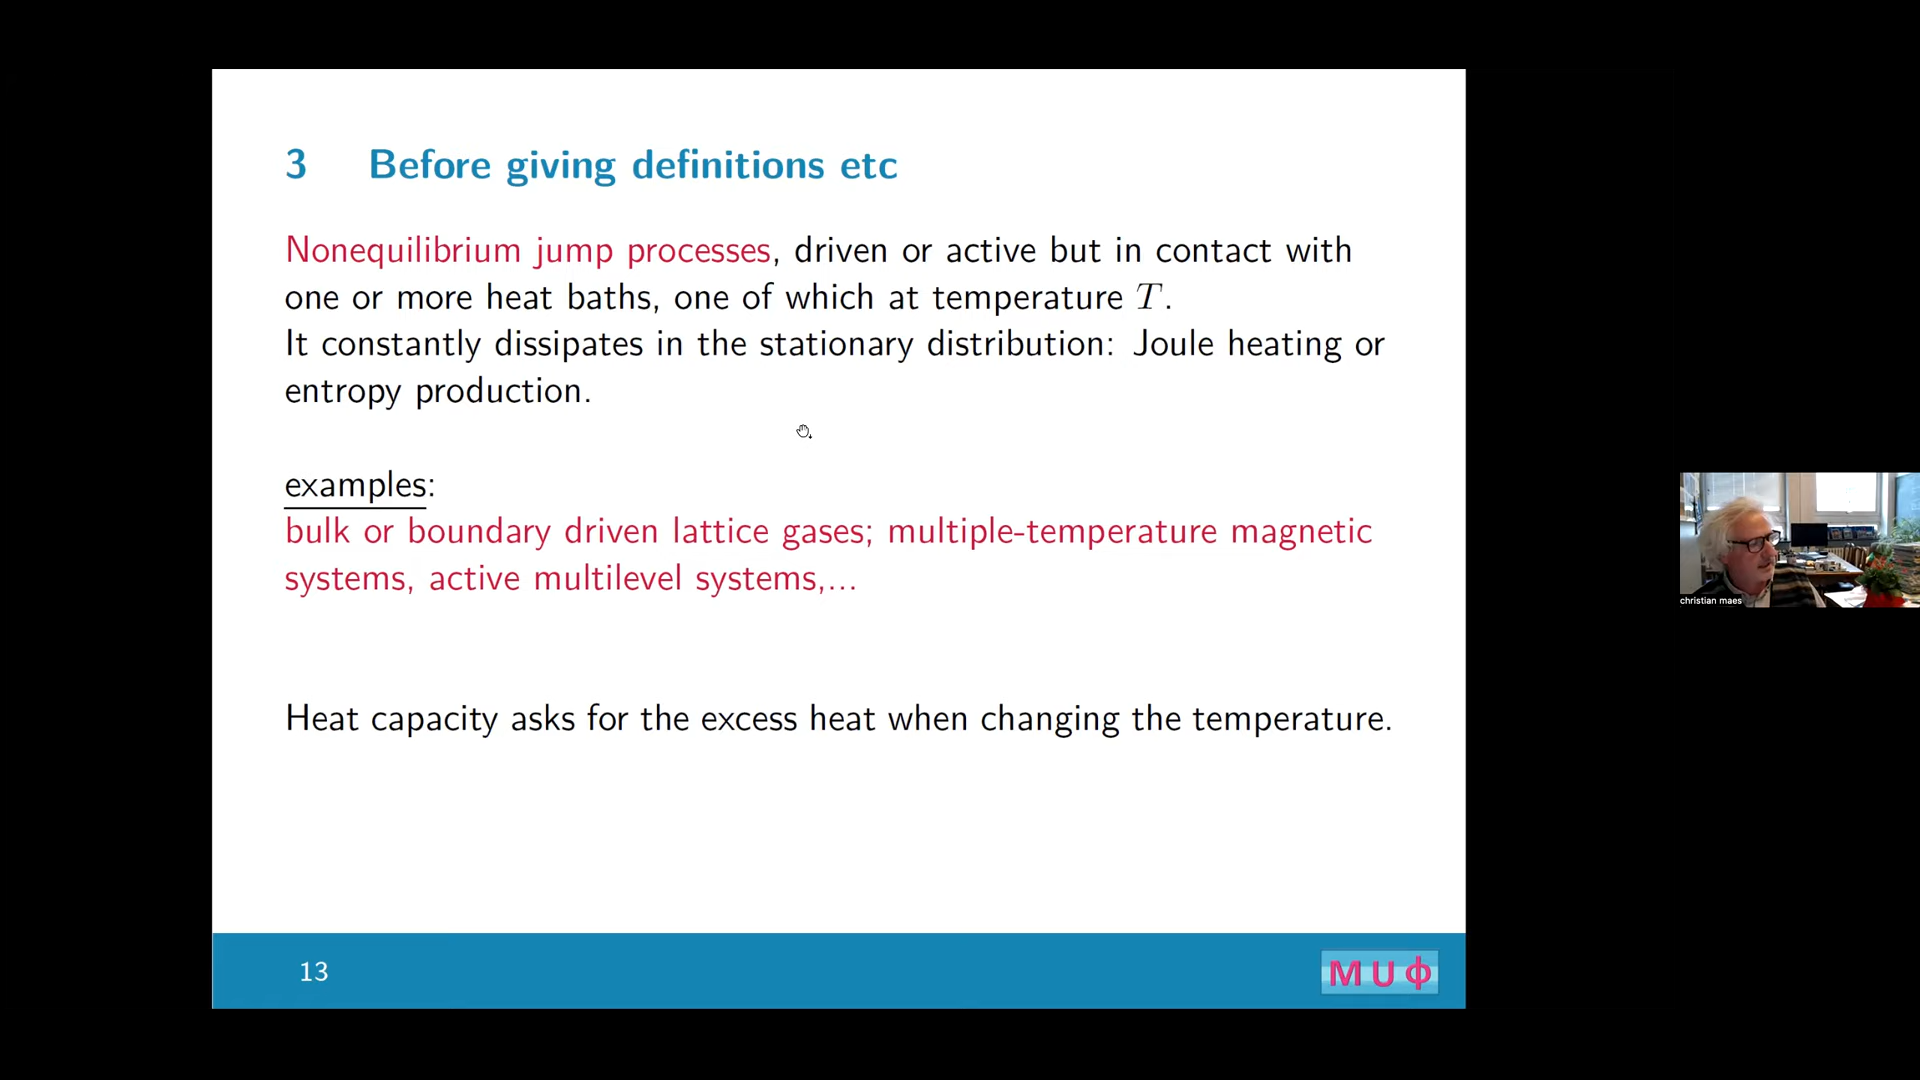 3 Before giving definitions etc
Nonequilibrium jump processes, driven or active but in contact with
one or more heat baths, one of which at temperature T.
It constantly dissipates in the stationary distribution: Joule heating or
entropy production.
examples:
bulk or boundary driven lattice gases; multiple-temperature magnetic
systems, active multilevel systems,...
christian maes
Heat capacity asks for the excess heat when changing the temperature.
13
MUΦ